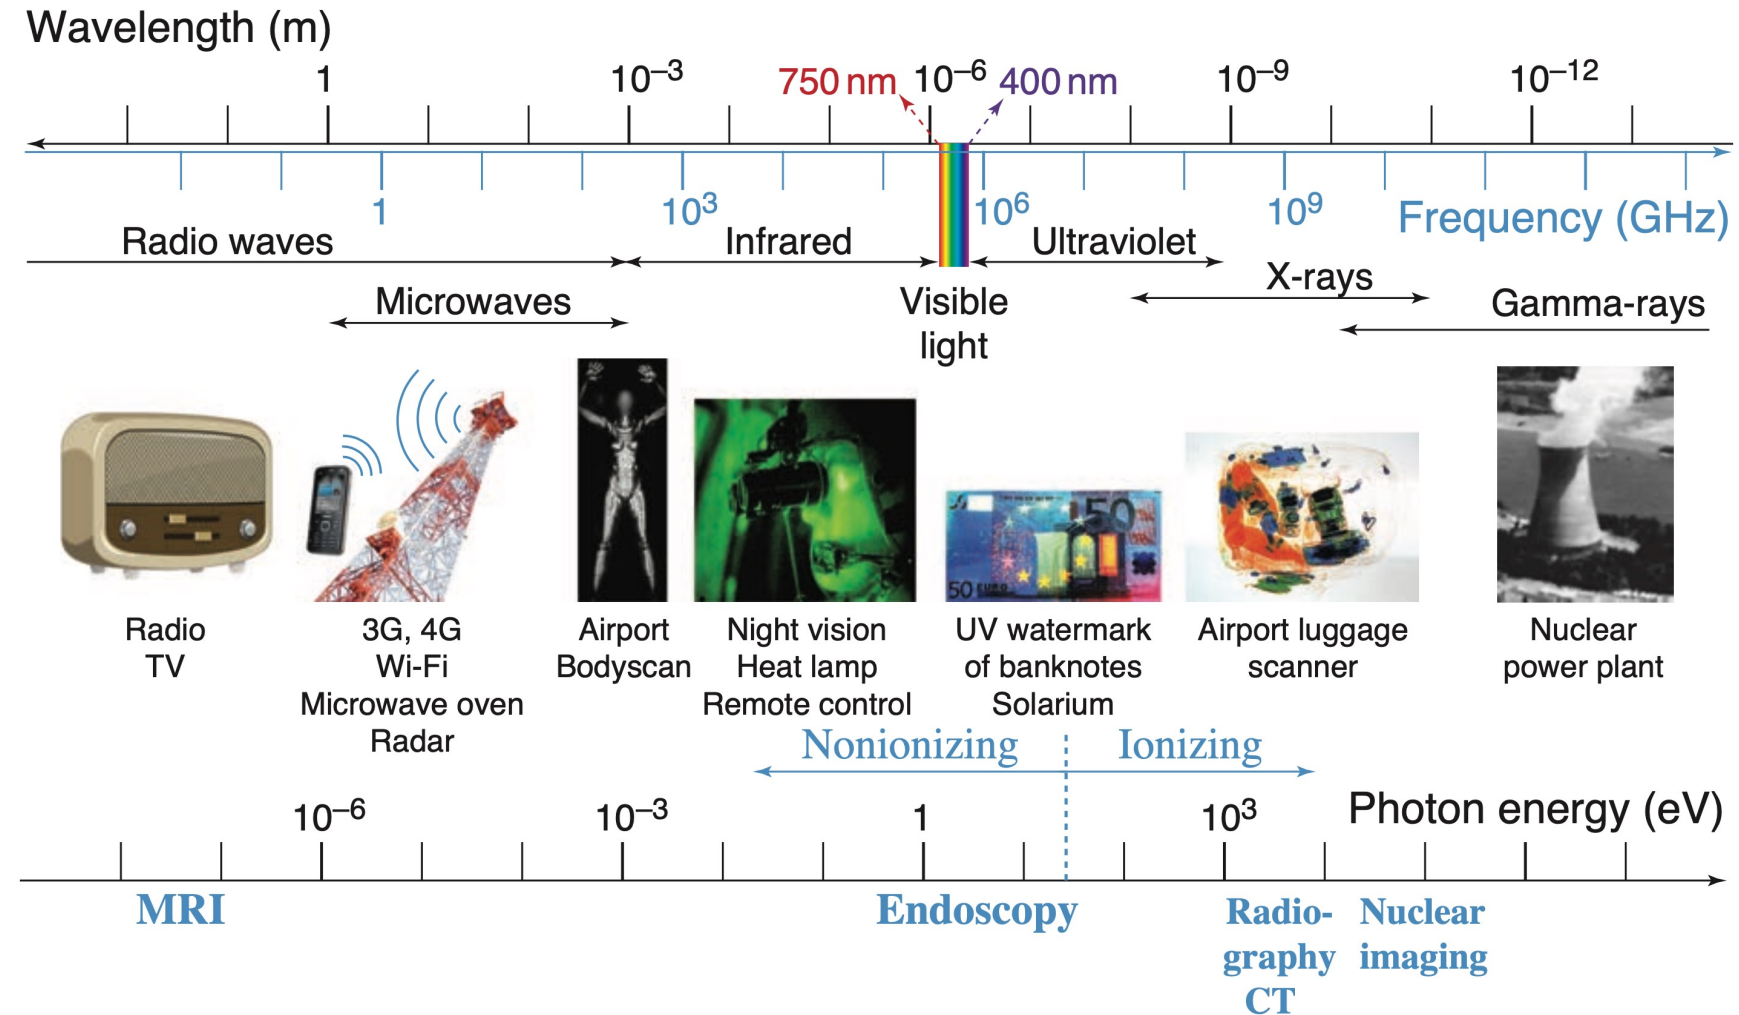 Wavelength (m)
1 10–3 750 nm 10–6 400 nm 10–9 10–12
1 103 106 109 Frequency (GHz)
Radio waves Infrared Ultraviolet
X-rays
Microwaves Visible light Gamma-rays
50
50 EURO
Radio
TV
3G, 4G
Wi-Fi
Microwave oven
Radar
Airport
Bodyscan
Night vision
Heat lamp
Remote control
UV watermark
of banknotes
Solarium
Airport luggage
scanner
Nuclear
power plant
Nonionizing Ionizing
10–6 10–3 1 103 Photon energy (eV)
MRI
Endoscopy
Radio-
graphy
CT
Nuclear
imaging